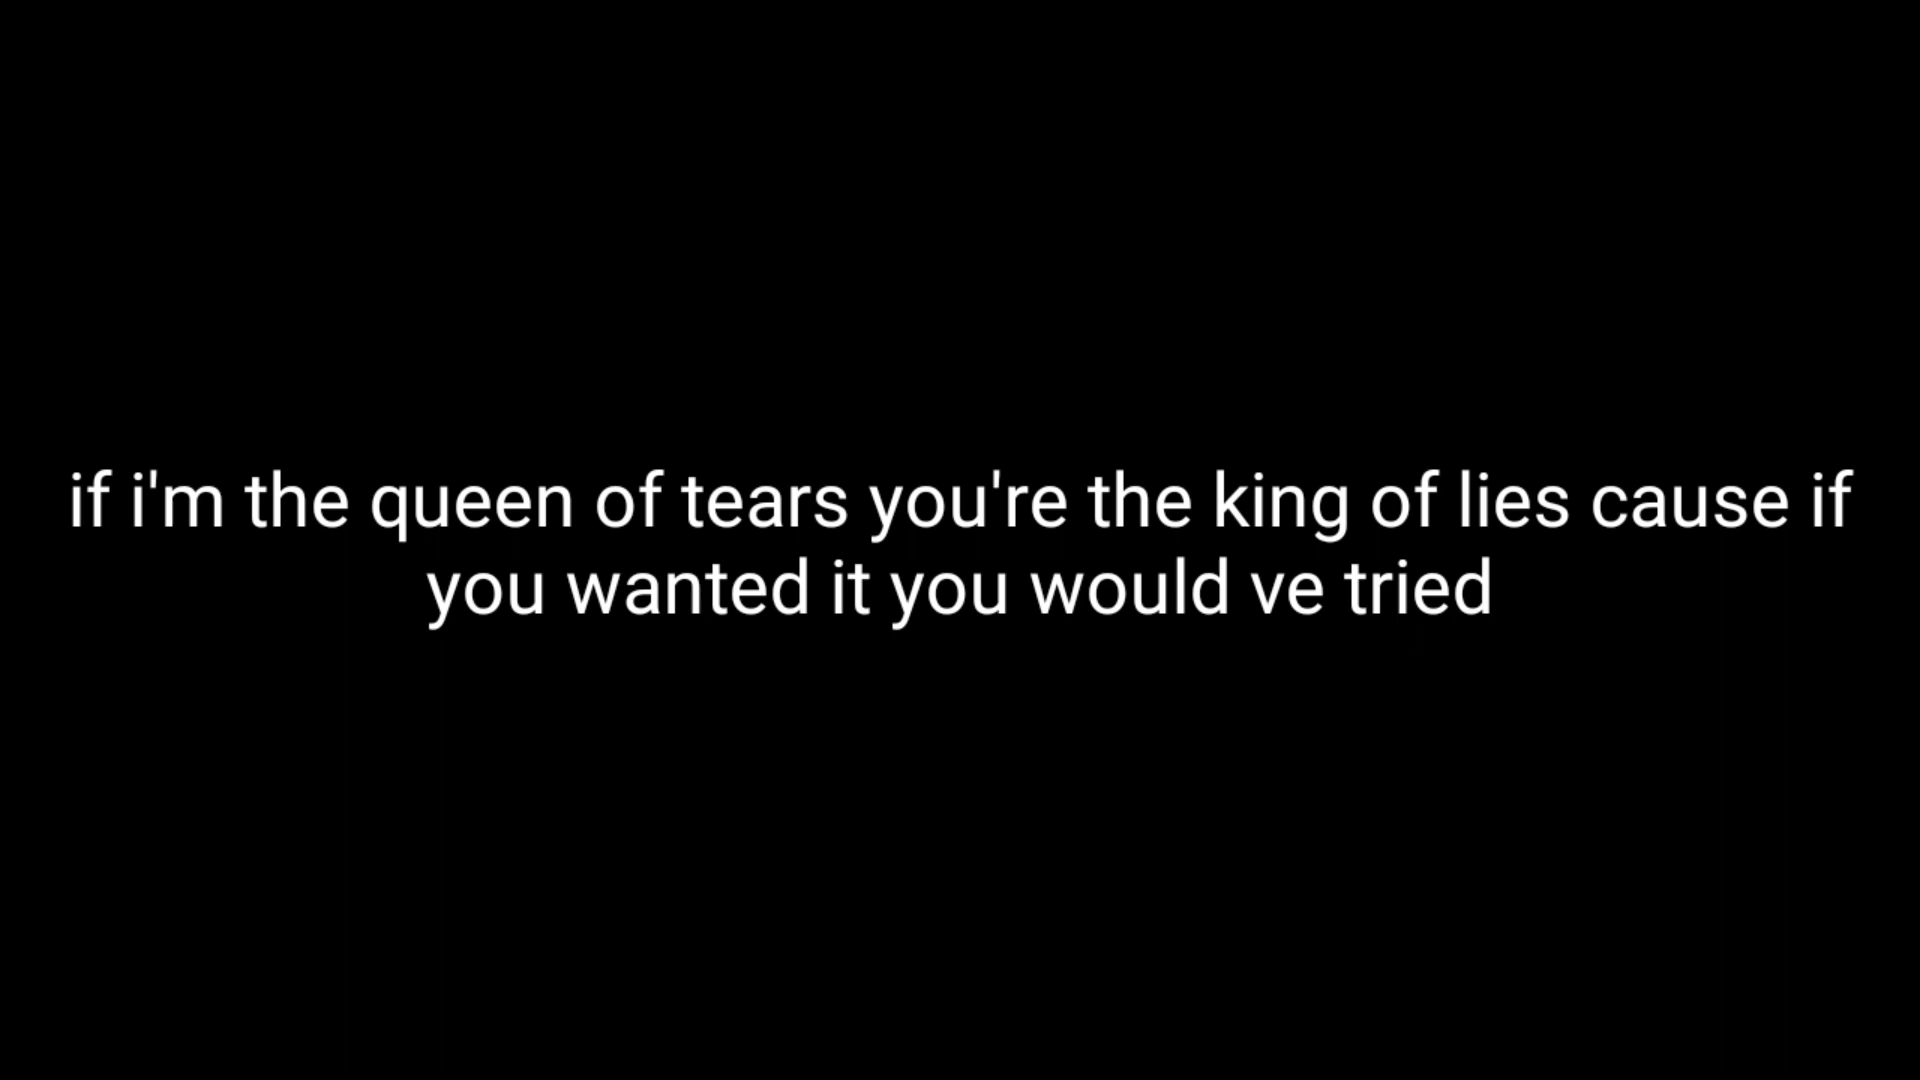 if i'm the queen of tears you're the king of lies cause if
you wanted it you would ve tried